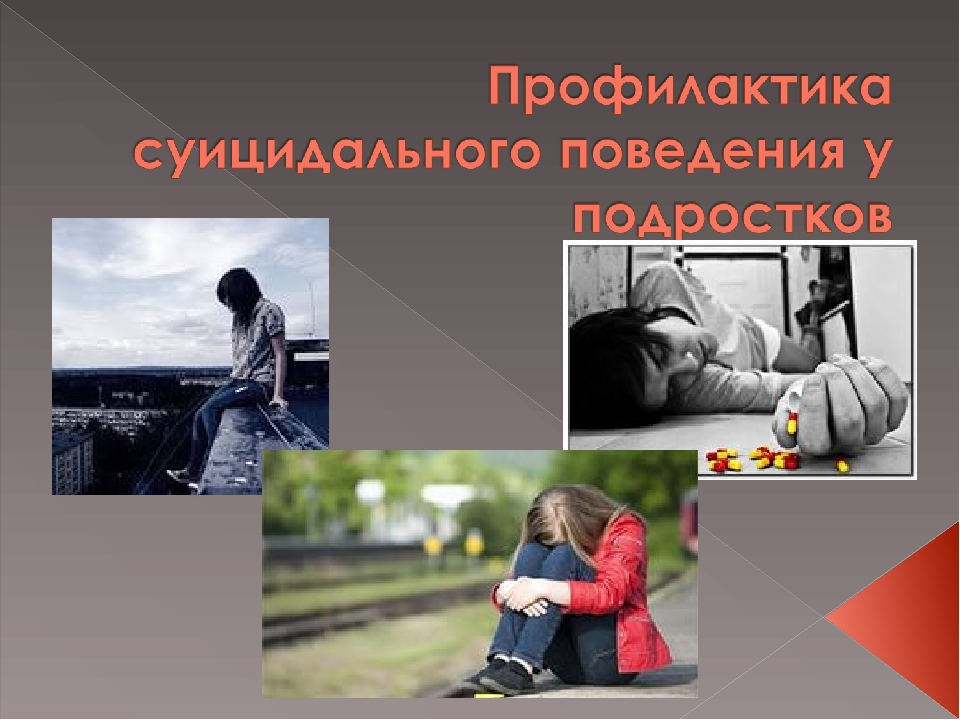 Профилактика
суицидального поведения у
подростков